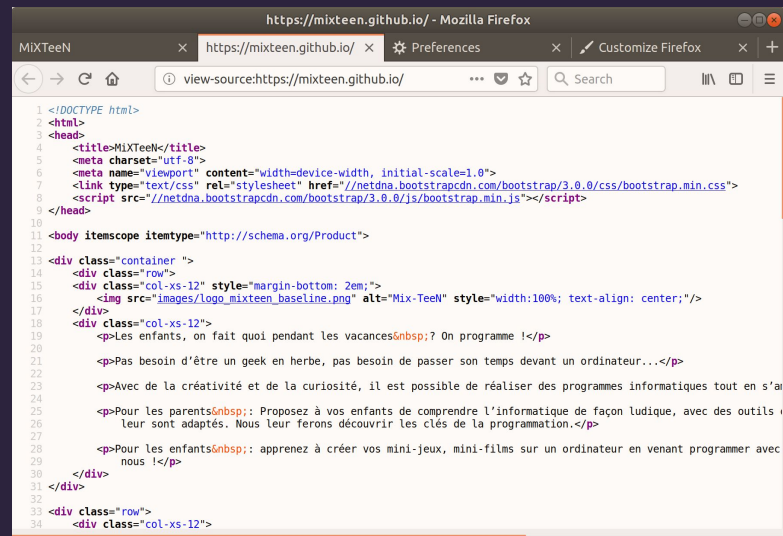 https://mixteen.github.io/ - Mozilla Firefox
MiXTeeN × https://mixteen.github.io/ × Preferences × Customize Firefox × +
view-source:https://mixteen.github.io/ ••• Search
1 <!DOCTYPE html>
2 <html>
3 <head>
4 <title>MiXTeeN</title>
5 <meta charset="utf-8">
6 <meta name="viewport" content="width=device-width, initial-scale=1.0">
7 <link type="text/css" rel="stylesheet" href="//netdna.bootstrapcdn.com/bootstrap/3.0.0/css/bootstrap.min.css">
8 <script src="//netdna.bootstrapcdn.com/bootstrap/3.0.0/js/bootstrap.min.js"></script>
9 </head>
10
11 <body itemscope itemtype="http://schema.org/Product">
12
13 <div class="container ">
14 <div class="row">
15 <div class="col-xs-12" style="margin-bottom: 2em;">
16 <img src="images/logo_mixteen_baseline.png" alt="Mix-TeeN" style="width:100%; text-align: center;"/>
17 </div>
18 <div class="col-xs-12">
19 <p>Les enfants, on fait quoi pendant les vacances&nbsp;? On programme !</p>
20
21 <p>Pas besoin d'être un geek en herbe, pas besoin de passer son temps devant un ordinateur...</p>
22
23 <p>Avec de la créativité et de la curiosité, il est possible de réaliser des programmes informatiques tout en
24
25 <p>Pour les parents&nbsp;: Proposez à vos enfants de comprendre l'informatique de façon ludique, avec des outils
26 leur sont adaptés. Nous leur ferons découvrir les clés de la programmation.</p>
27
28 <p>Pour les enfants&nbsp;: apprenez à créer vos mini-jeux, mini-films sur un ordinateur en venant programmer avec
29 nous !</p>
30 </div>
31 </div>
32
33 <div class="row">
34 <div class="col-xs-12">